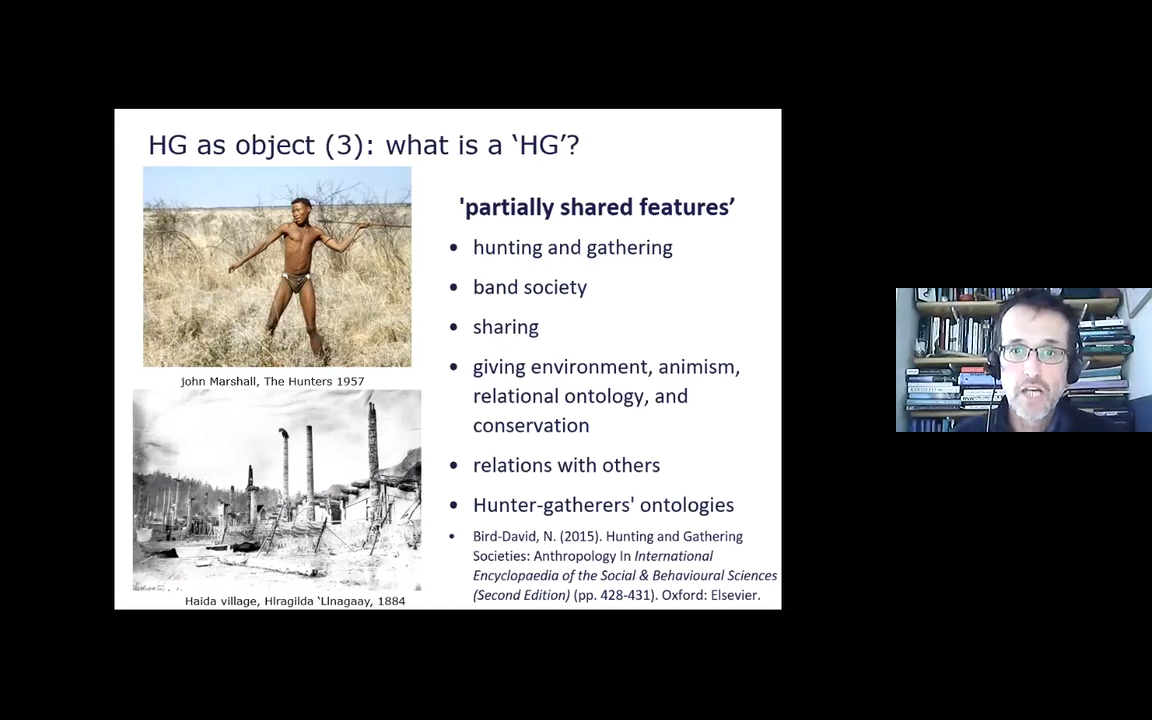 HG as object (3): what is a ‘HG’?
'partially shared features’
• hunting and gathering
• band society
• sharing
• giving environment, animism,
relational ontology, and
conservation
• relations with others
• Hunter-gatherers' ontologies
• Bird-David, N. (2015). Hunting and Gathering
Societies: Anthropology In International
Encyclopaedia of the Social & Behavioural Sciences
(Second Edition) (pp. 428-431). Oxford: Elsevier.
john Marshall, The Hunters 1957
Haida village, Hlragilda ‘Llnagaay, 1884